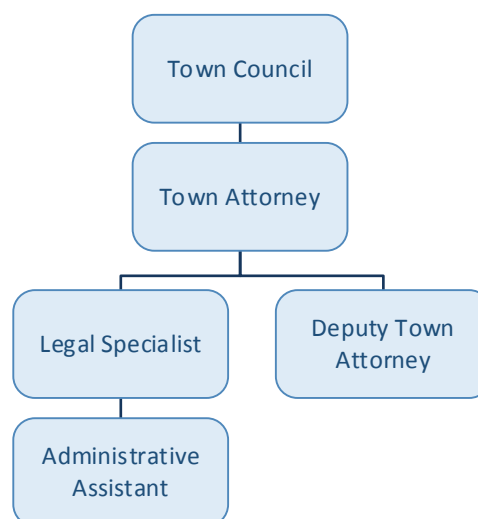 Town Council
Town Attorney
Legal Specialist
Deputy Town
Attorney
Administrative
Assistant